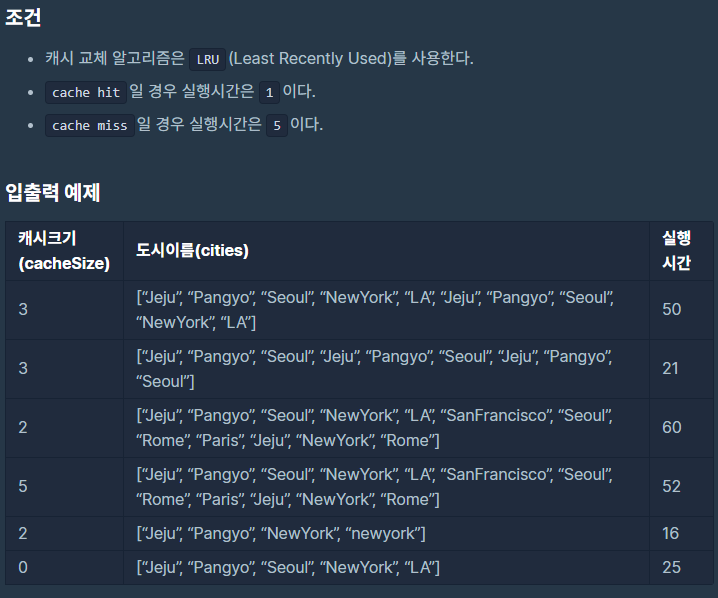 조건
• 캐시 교체 알고리즘은 LRU (Least Recently Used)를 사용한다.
• cache hit 일 경우 실행시간은 1 이다.
• cache miss 일 경우 실행시간은 5 이다.
입출력 예제
캐시크기
(cacheSize)
도시이름(cities)
실행
시간
3
[“Jeju”, “Pangyo”, “Seoul”, “NewYork”, “LA”, “Jeju”, “Pangyo”, “Seoul”,
“NewYork”, “LA”]
50
3
[“Jeju”, “Pangyo”, “Seoul”, “Jeju”, “Pangyo”, “Seoul”, “Jeju”, “Pangyo”,
“Seoul”]
21
2
[“Jeju”, “Pangyo”, “Seoul”, “NewYork”, “LA”, “SanFrancisco”, “Seoul”,
“Rome”, “Paris”, “Jeju”, “NewYork”, “Rome”]
60
5
[“Jeju”, “Pangyo”, “Seoul”, “NewYork”, “LA”, “SanFrancisco”, “Seoul”,
“Rome”, “Paris”, “Jeju”, “NewYork”, “Rome”]
52
2
[“Jeju”, “Pangyo”, “NewYork”, “newyork”]
16
0
[“Jeju”, “Pangyo”, “Seoul”, “NewYork”, “LA”]
25